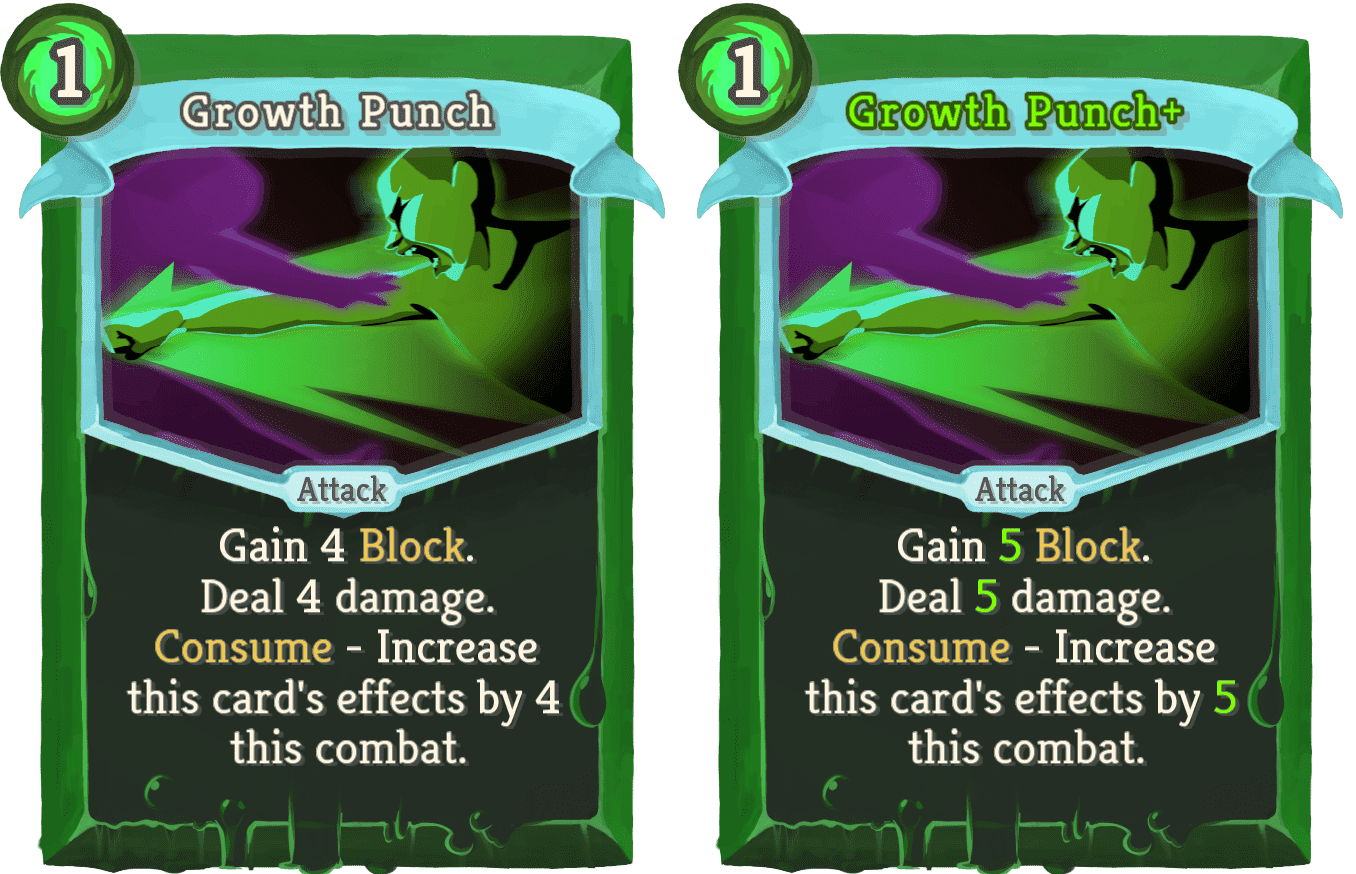 1
Growth Punch
Attack
Gain 4 Block.
Deal 4 damage.
Consume - Increase
this card's effects by 4
this combat.
1
Growth Punch+
Attack
Gain 5 Block.
Deal 5 damage.
Consume - Increase
this card's effects by 5
this combat.